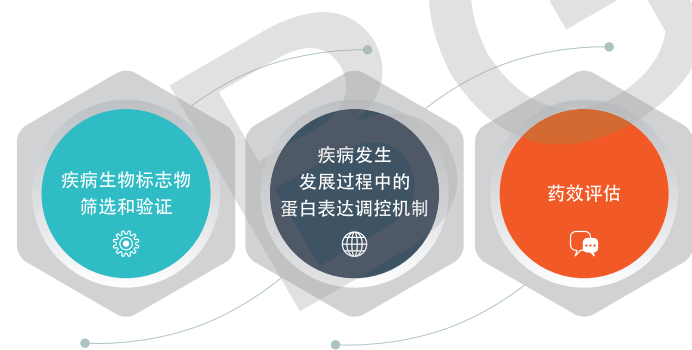 疾病生物标志物
筛选和验证
疾病发生
发展过程中的
蛋白表达调控机制
药效评估